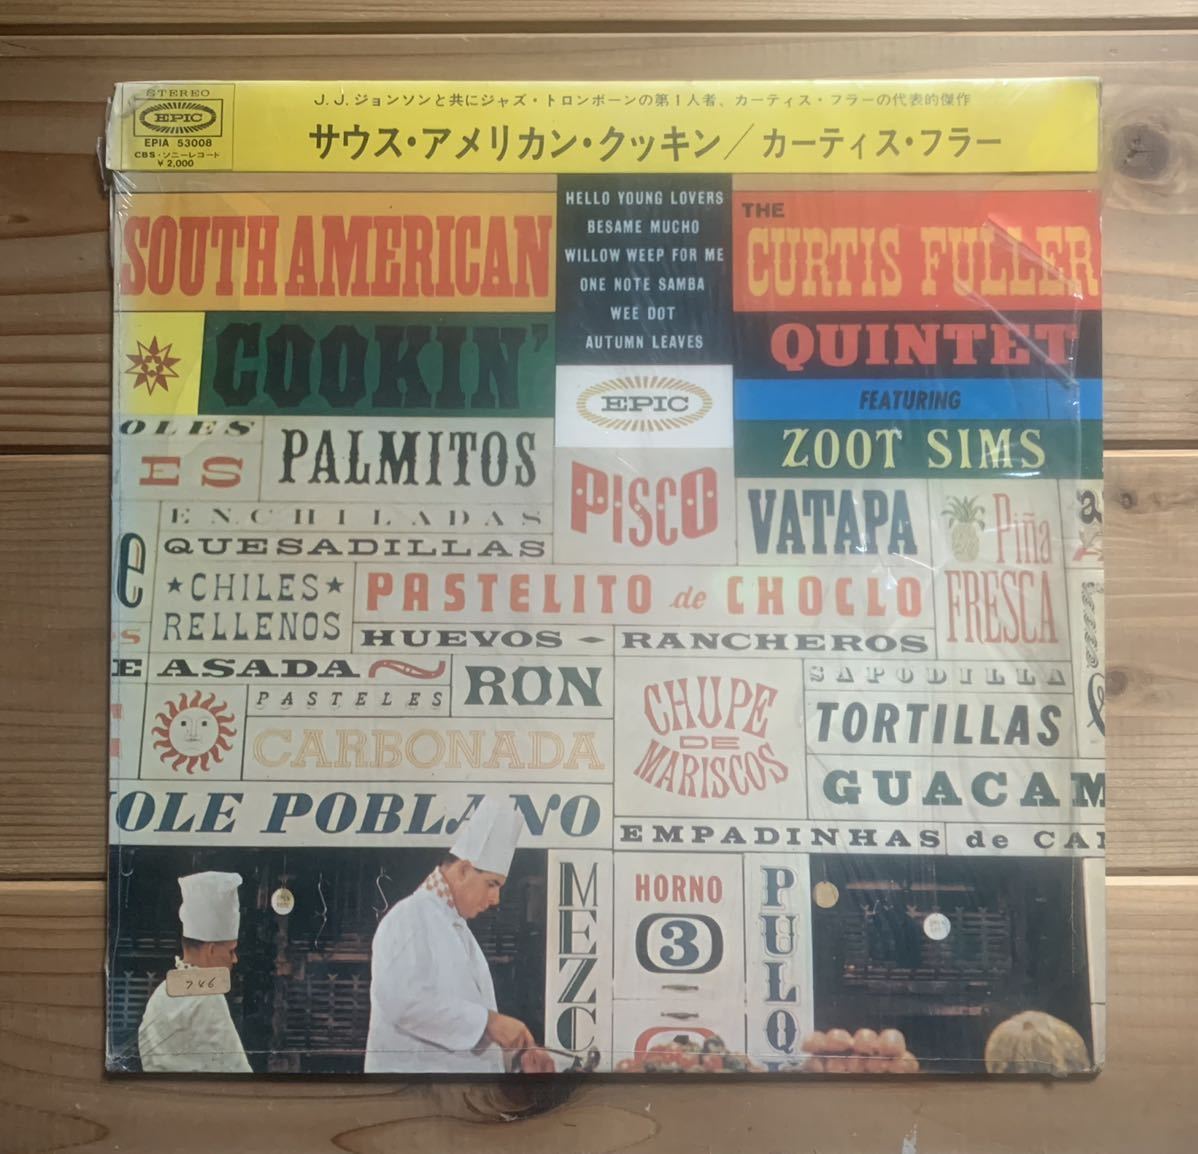 STEREO
EPIC
EPIA 53008
CBS・ソニーレコード
¥2,000
J.J.ジョンソンと共にジャズ・トロンボーンの第1人者、カーティス・フラーの代表的傑作
サウス・アメリカン・クッキン/カーティス・フラー
SOUTH AMERICAN
COOKIN'
HELLO YOUNG LOVERS
BESAME MUCHO
WILLOW WEEP FOR ME
ONE NOTE SAMBA
WEE DOT
AUTUMN LEAVES
EPIC
THE
CURTIS FULLER
QUINTET
FEATURING
ZOOT SIMS
OLES
ES
PALMITOS
PISCO
VATAPA
Piña
FRESCA
ENCHILADAS
QUESADILLAS
e
CHILES
RELLENOS
PASTELITO de CHOCLO
HUEVOS - RANCHEROS
E ASADA
RON
PASTELES
CARBONADA
CHUPE
DE
MARISCOS
SAPODILLA
TORTILLAS
GUACAM
OLE POBLANO
EMPADINHAS de CA
MEZC
HORNO
3
PULQ
746